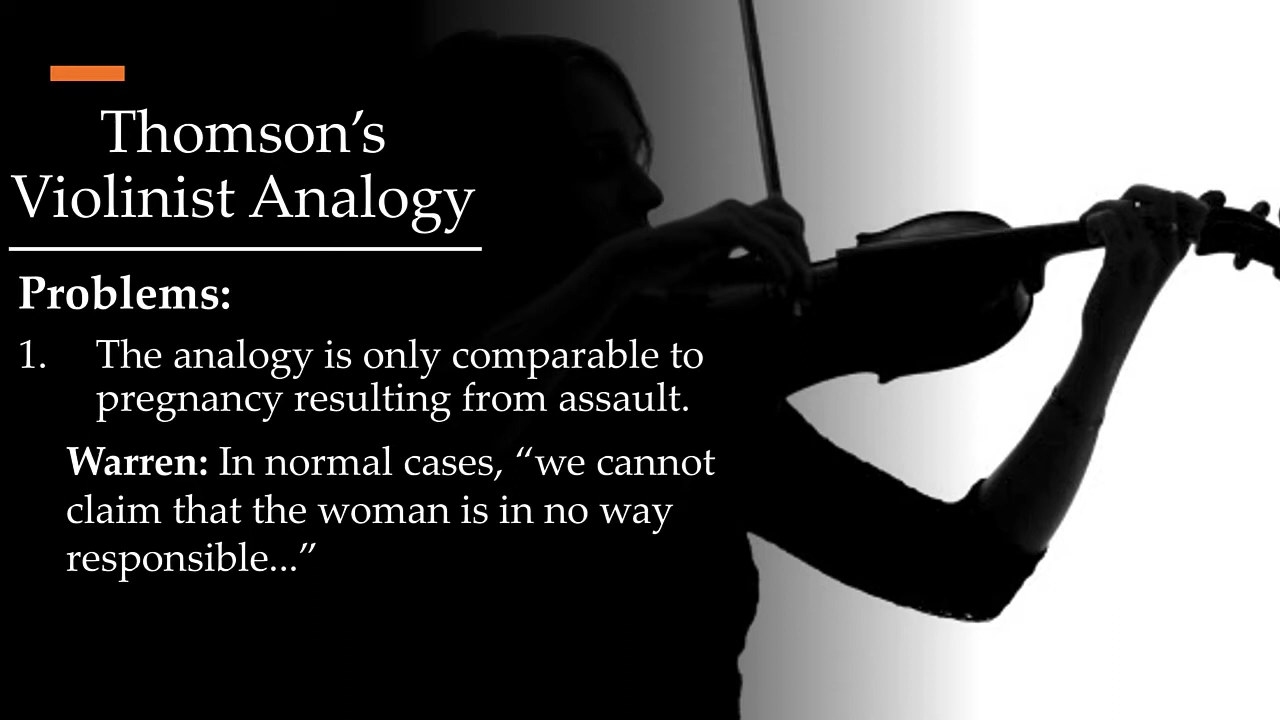 Thomson’s
Violinist Analogy
Problems:
1. The analogy is only comparable to
pregnancy resulting from assault.
Warren: In normal cases, “we cannot
claim that the woman is in no way
responsible...”